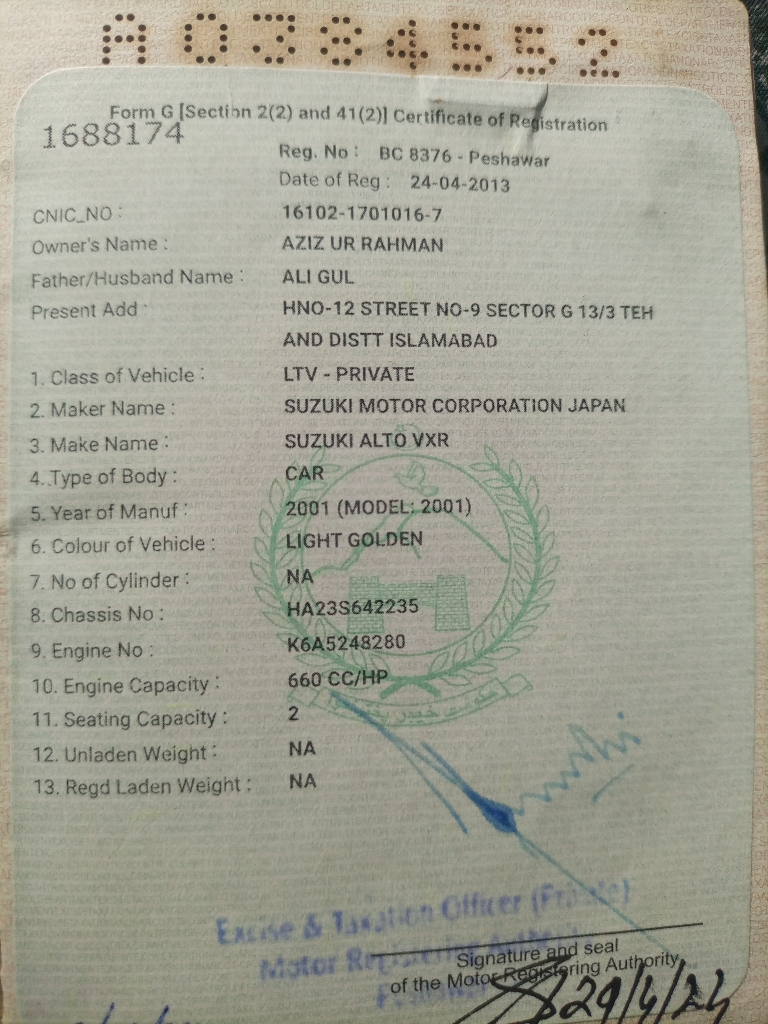 A0384552
Form G [Section 2(2) and 41(2)] Certificate of Registration
1688174
Reg. No : BC 8376 - Peshawar
Date of Reg : 24-04-2013
CNIC_NO : 16102-1701016-7
Owner's Name : AZIZ UR RAHMAN
Father/Husband Name : ALI GUL
Present Add : HNO-12 STREET NO-9 SECTOR G 13/3 TEH
AND DISTT ISLAMABAD
1. Class of Vehicle : LTV - PRIVATE
2. Maker Name : SUZUKI MOTOR CORPORATION JAPAN
3. Make Name : SUZUKI ALTO VXR
4. Type of Body : CAR
5. Year of Manuf : 2001 (MODEL: 2001)
6. Colour of Vehicle : LIGHT GOLDEN
7. No of Cylinder : NA
8. Chassis No : HA23S642235
9. Engine No : K6A5248280
10. Engine Capacity : 660 CC/HP
11. Seating Capacity : 2
12. Unladen Weight : NA
13. Regd Laden Weight : NA
Excise & Taxation Officer (Private)
Motor Registering
Signature and seal
of the Motor Registering Authority
29/4/24